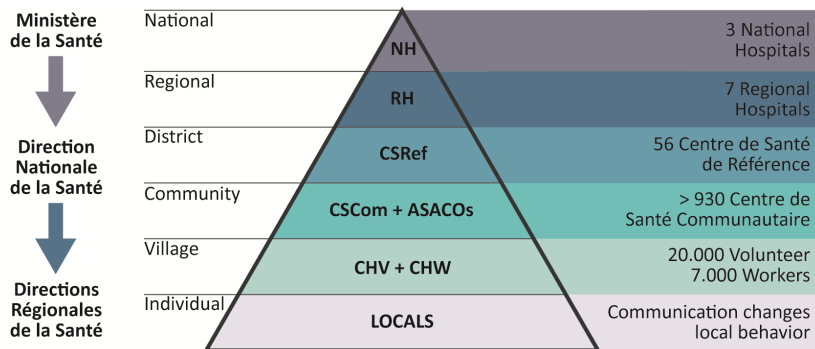 Ministère
de la Santé
Direction
Nationale
de la Santé
Directions
Régionales
de la Santé
National
NH
3 National
Hospitals
Regional
RH
7 Regional
Hospitals
District
CSRef
56 Centre de Santé
de Référence
Community
CSCom + ASACOs
> 930 Centre de
Santé Communautaire
Village
CHV + CHW
20.000 Volunteer
7.000 Workers
Individual
LOCALS
Communication changes
local behavior